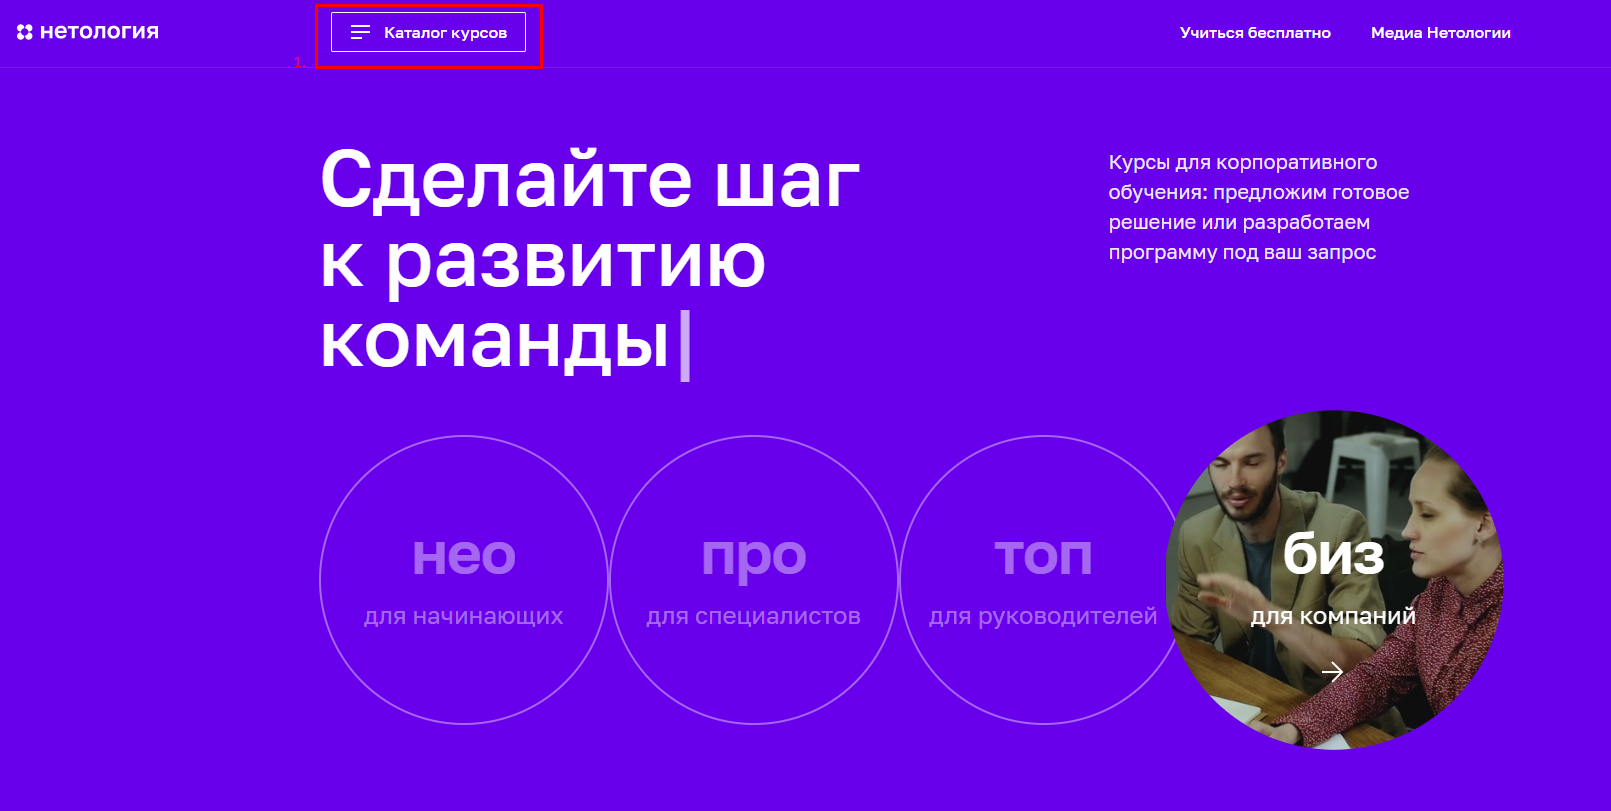 нетология
Каталог курсов
Учиться бесплатно
Медиа Нетологии
1.
Сделайте шаг
к развитию
команды|
Курсы для корпоративного
обучения: предложим готовое
решение или разработаем
программу под ваш запрос
нео
для начинающих
про
для специалистов
топ
для руководителей
биз
для компаний